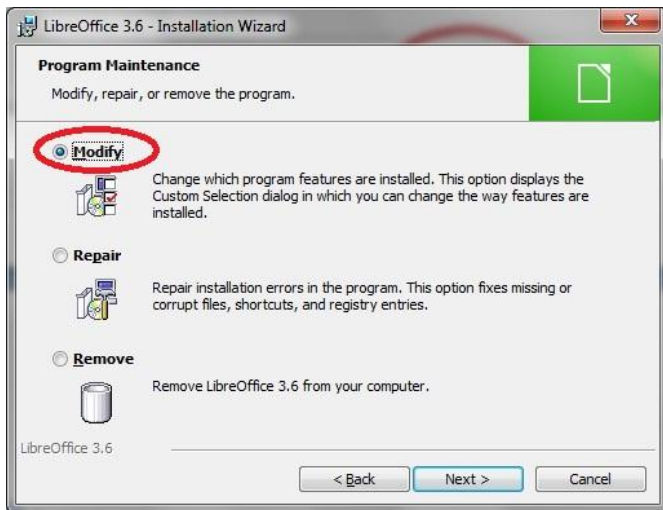 LibreOffice 3.6 - Installation Wizard
Program Maintenance
Modify, repair, or remove the program.
Modify
Change which program features are installed. This option displays the
Custom Selection dialog in which you can change the way features are
installed.
Repair
Repair installation errors in the program. This option fixes missing or
corrupt files, shortcuts, and registry entries.
Remove
Remove LibreOffice 3.6 from your computer.
LibreOffice 3.6
< Back Next > Cancel